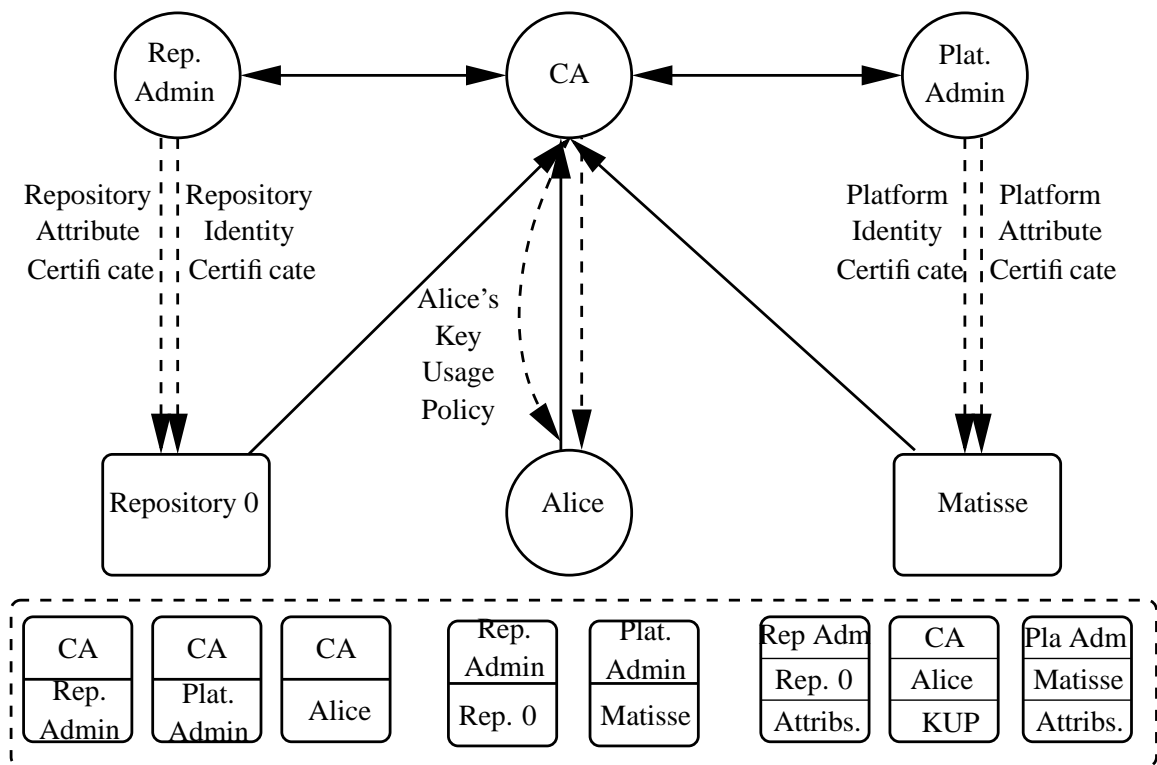 Rep.
Admin
CA
Plat.
Admin
Repository
Attribute
Certifi cate
Repository
Identity
Certifi cate
Alice's
Key
Usage
Policy
Platform
Identity
Certifi cate
Platform
Attribute
Certifi cate
Repository 0
Alice
Matisse
CA
Rep.
Admin
CA
Plat.
Admin
CA
Alice
Rep.
Admin
Rep. 0
Plat.
Admin
Matisse
Rep Adm
Rep. 0
Attribs.
CA
Alice
KUP
Pla Adm
Matisse
Attribs.